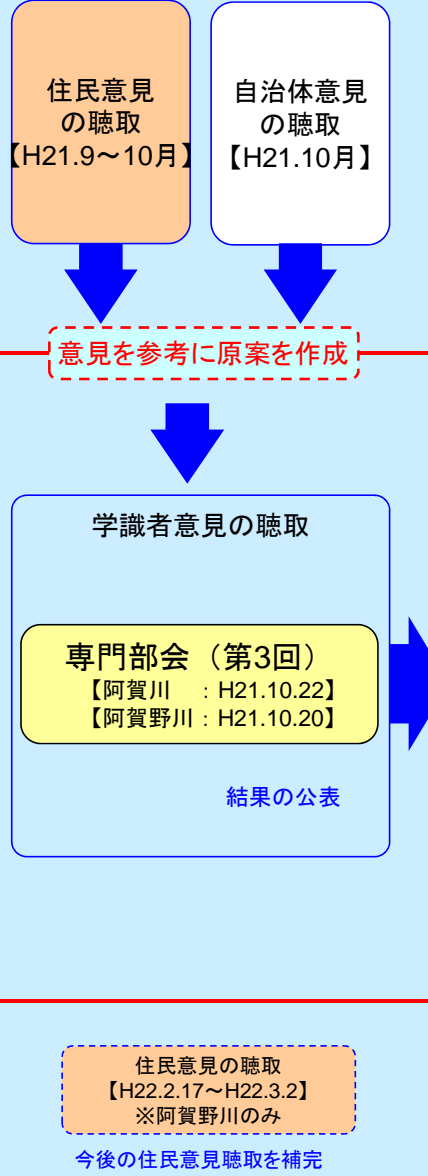 住民意見
の聴取
【H21.9～10月】
自治体意見
の聴取
【H21.10月】
意見を参考に原案を作成
学識者意見の聴取
専門部会（第3回）
【阿賀川　：H21.10.22】
【阿賀野川：H21.10.20】
結果の公表
住民意見の聴取
【H22.2.17～H22.3.2】
※阿賀野川のみ
今後の住民意見聴取を補完